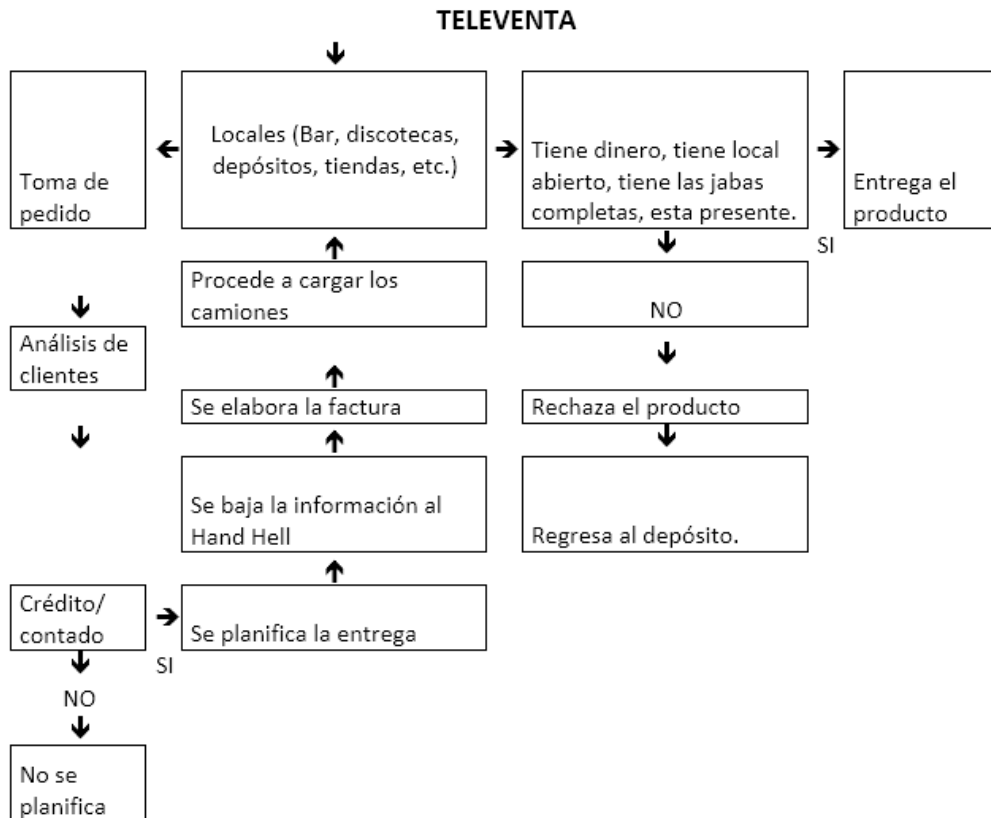 TELEVENTA
Locales (Bar, discotecas,
depósitos, tiendas, etc.)
Toma de
pedido
Tiene dinero, tiene local
abierto, tiene las jabas
completas, esta presente.
Entrega el
producto
SI
Procede a cargar los
camiones
NO
Análisis de
clientes
Se elabora la factura
Rechaza el producto
Se baja la información al
Hand Hell
Regresa al depósito.
Crédito/
contado
Se planifica la entrega
SI
NO
No se
planifica